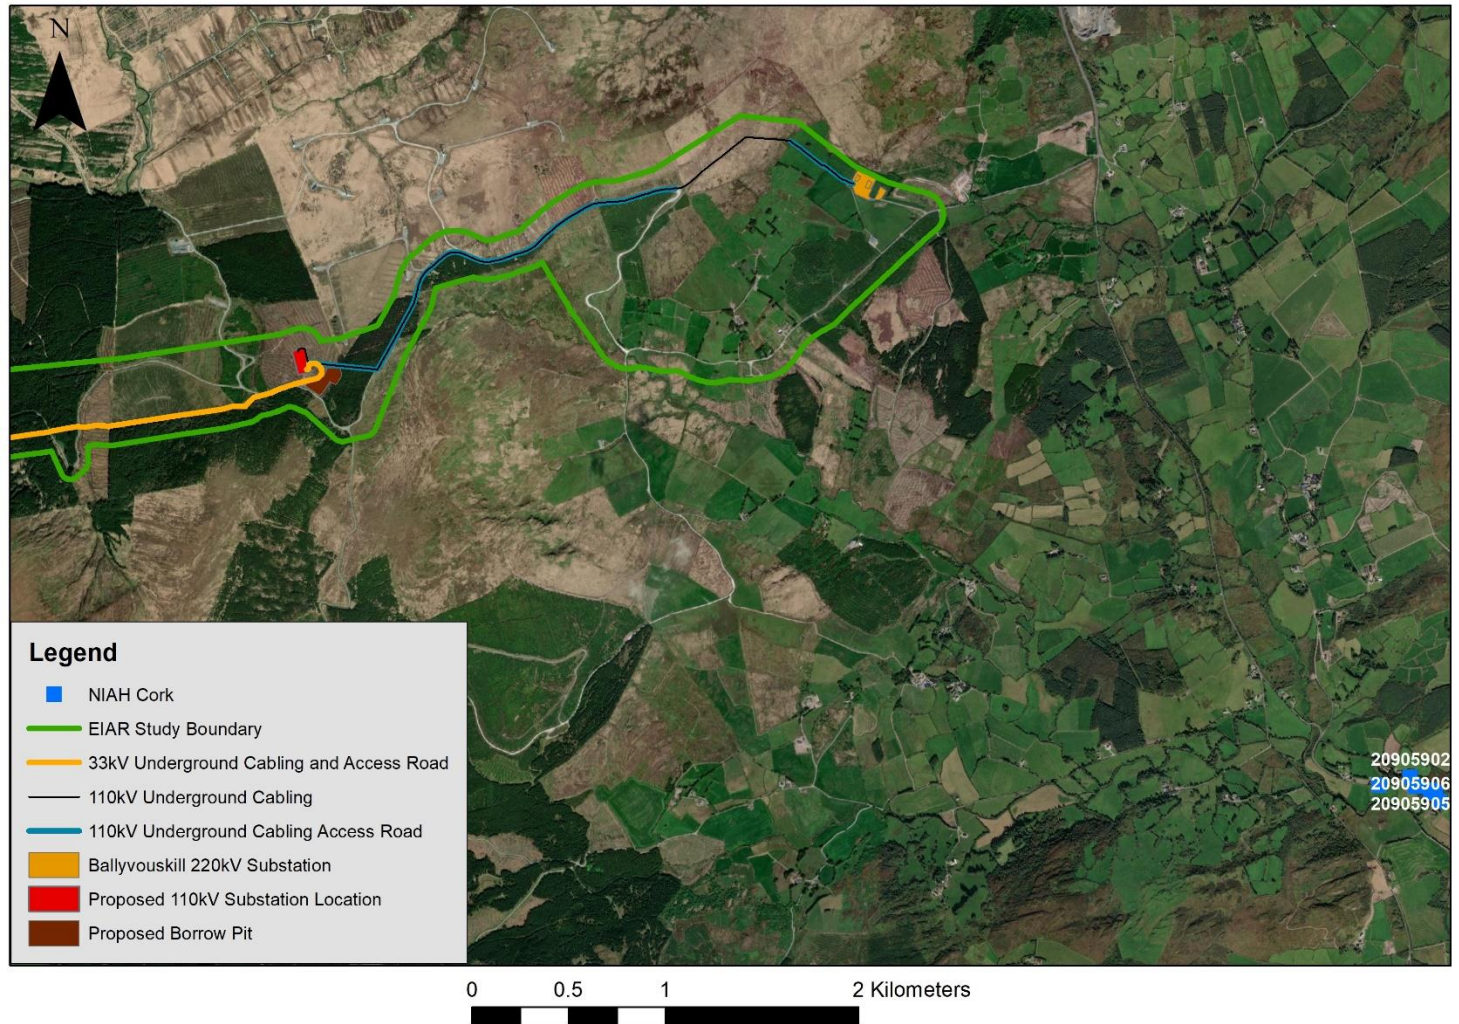 N
20905902
20905906
20905905
Legend
NIAH Cork
EIAR Study Boundary
33kV Underground Cabling and Access Road
110kV Underground Cabling
110kV Underground Cabling Access Road
Ballyvouskill 220kV Substation
Proposed 110kV Substation Location
Proposed Borrow Pit
0 0.5 1 2 Kilometers